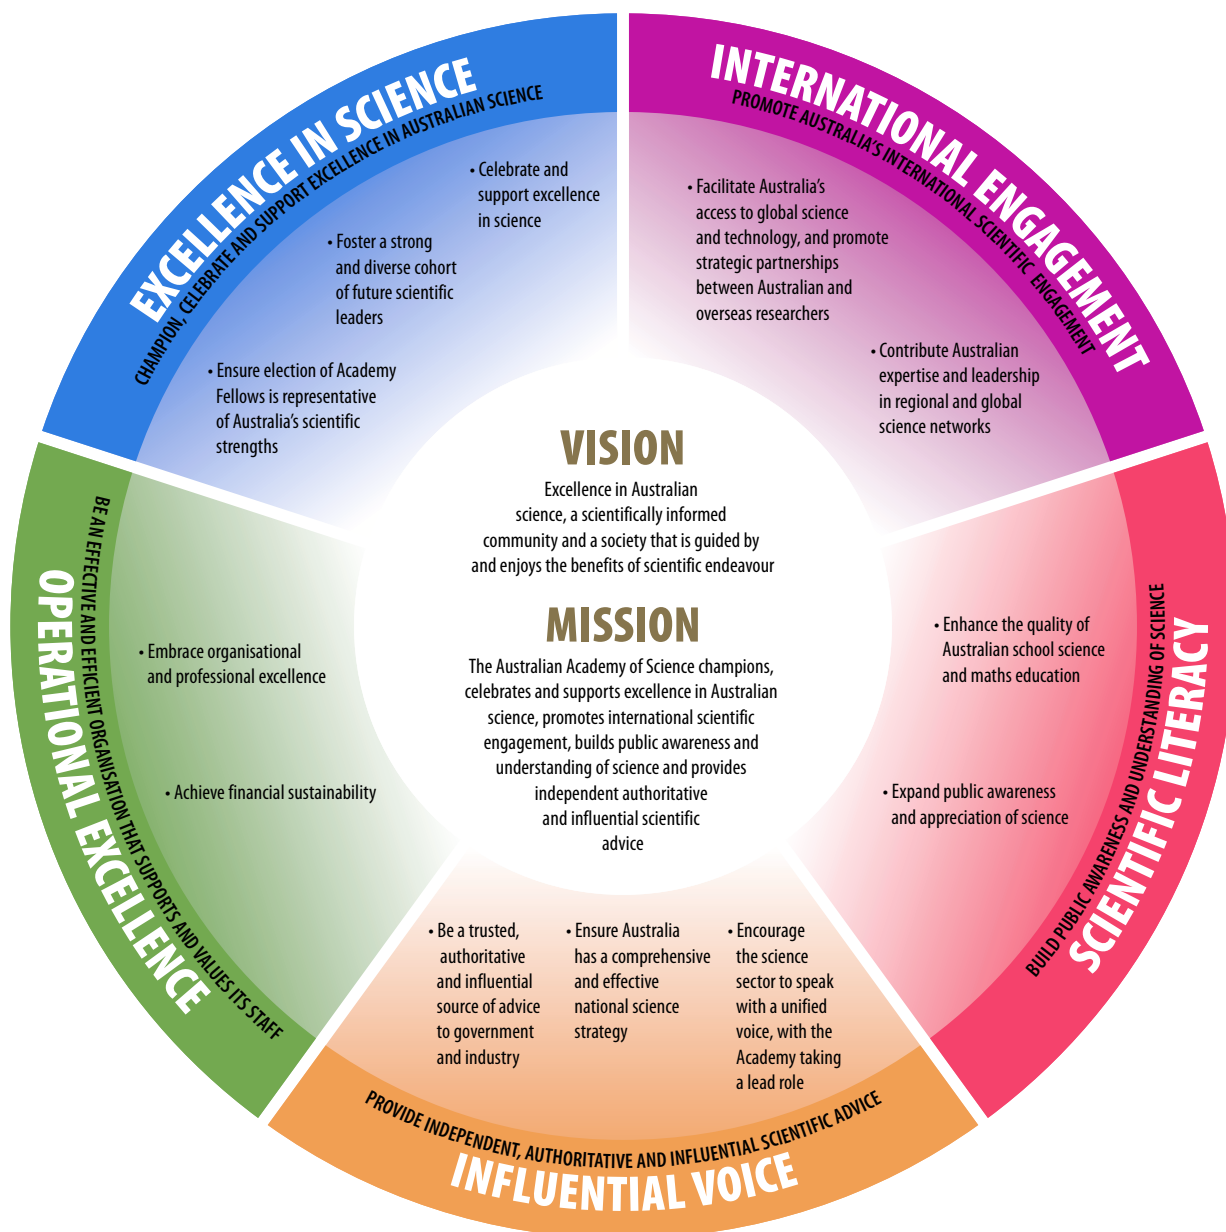 EXCELLENCE IN SCIENCE
CHAMPION, CELEBRATE AND SUPPORT EXCELLENCE IN AUSTRALIAN SCIENCE
• Celebrate and
support excellence
in science
• Foster a strong
and diverse cohort
of future scientific
leaders
• Ensure election of Academy
Fellows is representative
of Australia's scientific
strengths
INTERNATIONAL ENGAGEMENT
PROMOTE AUSTRALIA'S INTERNATIONAL SCIENTIFIC ENGAGEMENT
• Facilitate Australia's
access to global science
and technology, and promote
strategic partnerships
between Australian and
overseas researchers
• Contribute Australian
expertise and leadership
in regional and global
science networks
VISION
Excellence in Australian
science, a scientifically informed
community and a society that is guided by
and enjoys the benefits of scientific endeavour
MISSION
The Australian Academy of Science champions,
celebrates and supports excellence in Australian
science, promotes international scientific
engagement, builds public awareness and
understanding of science and provides
independent authoritative
and influential scientific
advice
OPERATIONAL EXCELLENCE
BE AN EFFECTIVE AND EFFICIENT ORGANISATION THAT SUPPORTS AND VALUES ITS STAFF
• Embrace organisational
and professional excellence
• Achieve financial sustainability
SCIENTIFIC LITERACY
BUILD PUBLIC AWARENESS AND UNDERSTANDING OF SCIENCE
• Enhance the quality of
Australian school science
and maths education
• Expand public awareness
and appreciation of science
• Be a trusted,
authoritative
and influential
source of advice
to government
and industry
• Ensure Australia
has a comprehensive
and effective
national science
strategy
• Encourage
the science
sector to speak
with a unified
voice, with the
Academy taking
a lead role
PROVIDE INDEPENDENT, AUTHORITATIVE AND INFLUENTIAL SCIENTIFIC ADVICE
INFLUENTIAL VOICE